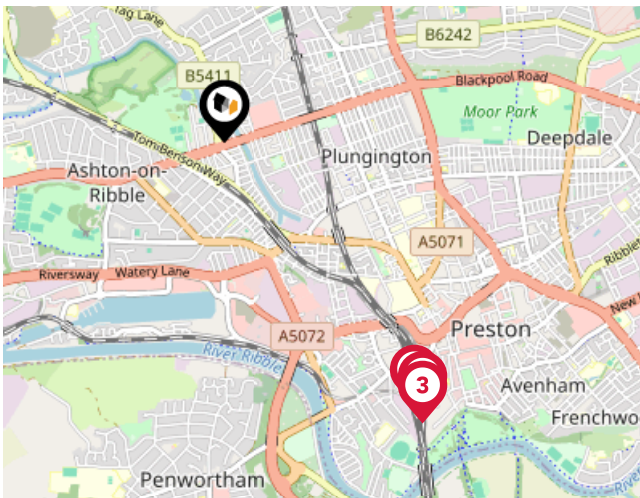 Tag Lane
B6242
B5411
Blackpool Road
Moor Park
Deepdale
Tom Benson Way
Plungington
Ashton-on-
Ribble
A5071
Ribble
Riversway Watery Lane
New
A5072
Preston
River Ribble
3
Avenham
Frenchwo
Penwortham
River